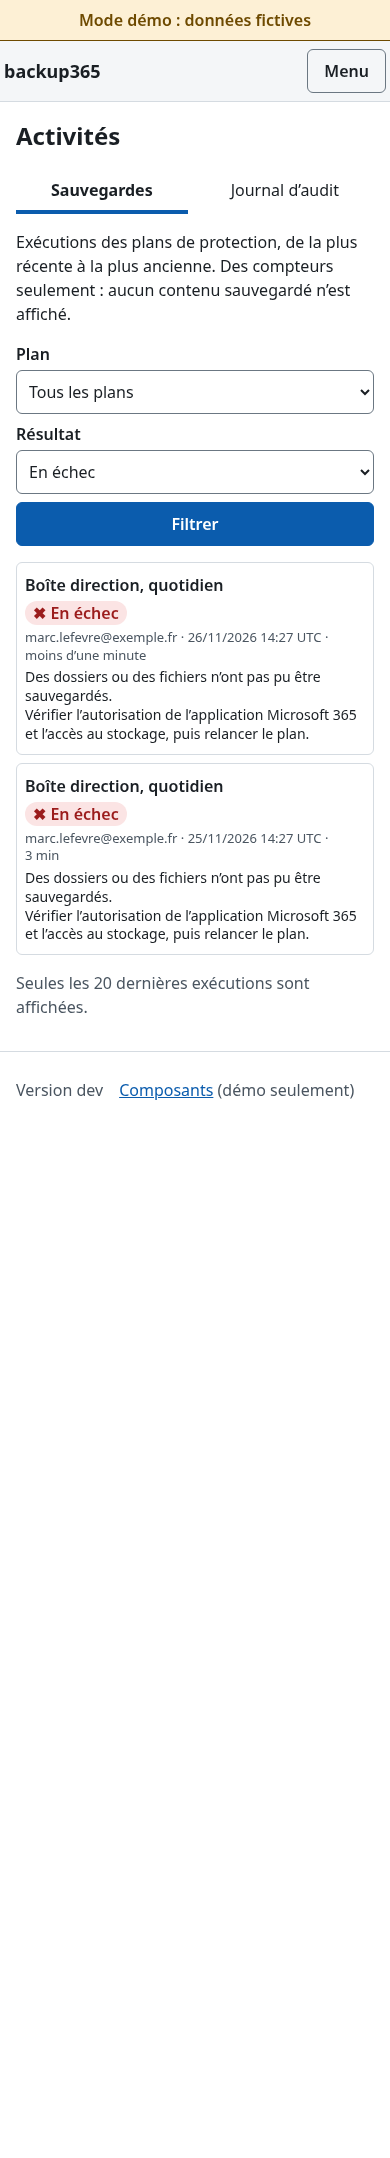 Mode démo : données fictives
backup365
Menu
Activités
Sauvegardes
Journal d’audit
Exécutions des plans de protection, de la plus
récente à la plus ancienne. Des compteurs
seulement : aucun contenu sauvegardé n’est
affiché.
Plan
Tous les plans
Résultat
En échec
Filtrer
Boîte direction, quotidien
✖ En échec
marc.lefevre@exemple.fr · 26/11/2026 14:27 UTC ·
moins d’une minute
Des dossiers ou des fichiers n’ont pas pu être
sauvegardés.
Vérifier l’autorisation de l’application Microsoft 365
et l’accès au stockage, puis relancer le plan.
Boîte direction, quotidien
✖ En échec
marc.lefevre@exemple.fr · 25/11/2026 14:27 UTC ·
3 min
Des dossiers ou des fichiers n’ont pas pu être
sauvegardés.
Vérifier l’autorisation de l’application Microsoft 365
et l’accès au stockage, puis relancer le plan.
Seules les 20 dernières exécutions sont
affichées.
Version dev Composants (démo seulement)